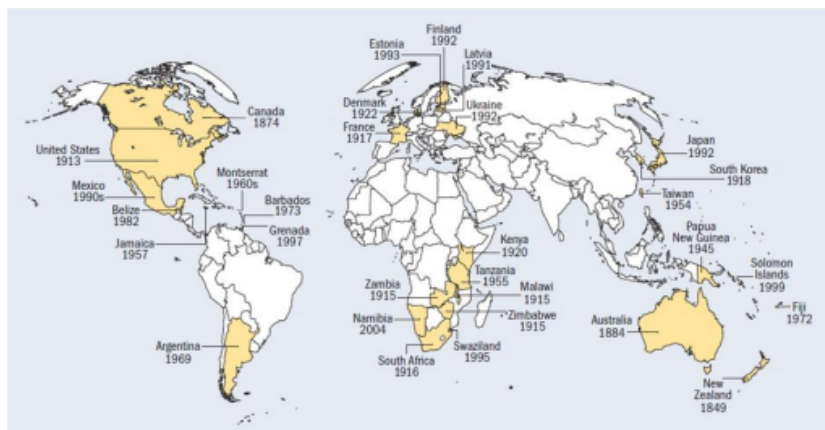 Finland
1992
Estonia
1993
Latvia
1991
Denmark
1922
Ukraine
1992
France
1917
Canada
1874
United States
1913
Mexico
1990s
Montserrat
1960s
Belize
1982
Barbados
1973
Grenada
1997
Jamaica
1957
Argentina
1969
Japan
1992
South Korea
1918
Taiwan
1954
Papua
New Guinea
1945
Solomon
Islands
1999
Fiji
1972
Kenya
1920
Tanzania
1955
Zambia
1915
Malawi
1915
Zimbabwe
1915
Namibia
2004
Swaziland
1995
South Africa
1916
Australia
1884
New
Zealand
1849